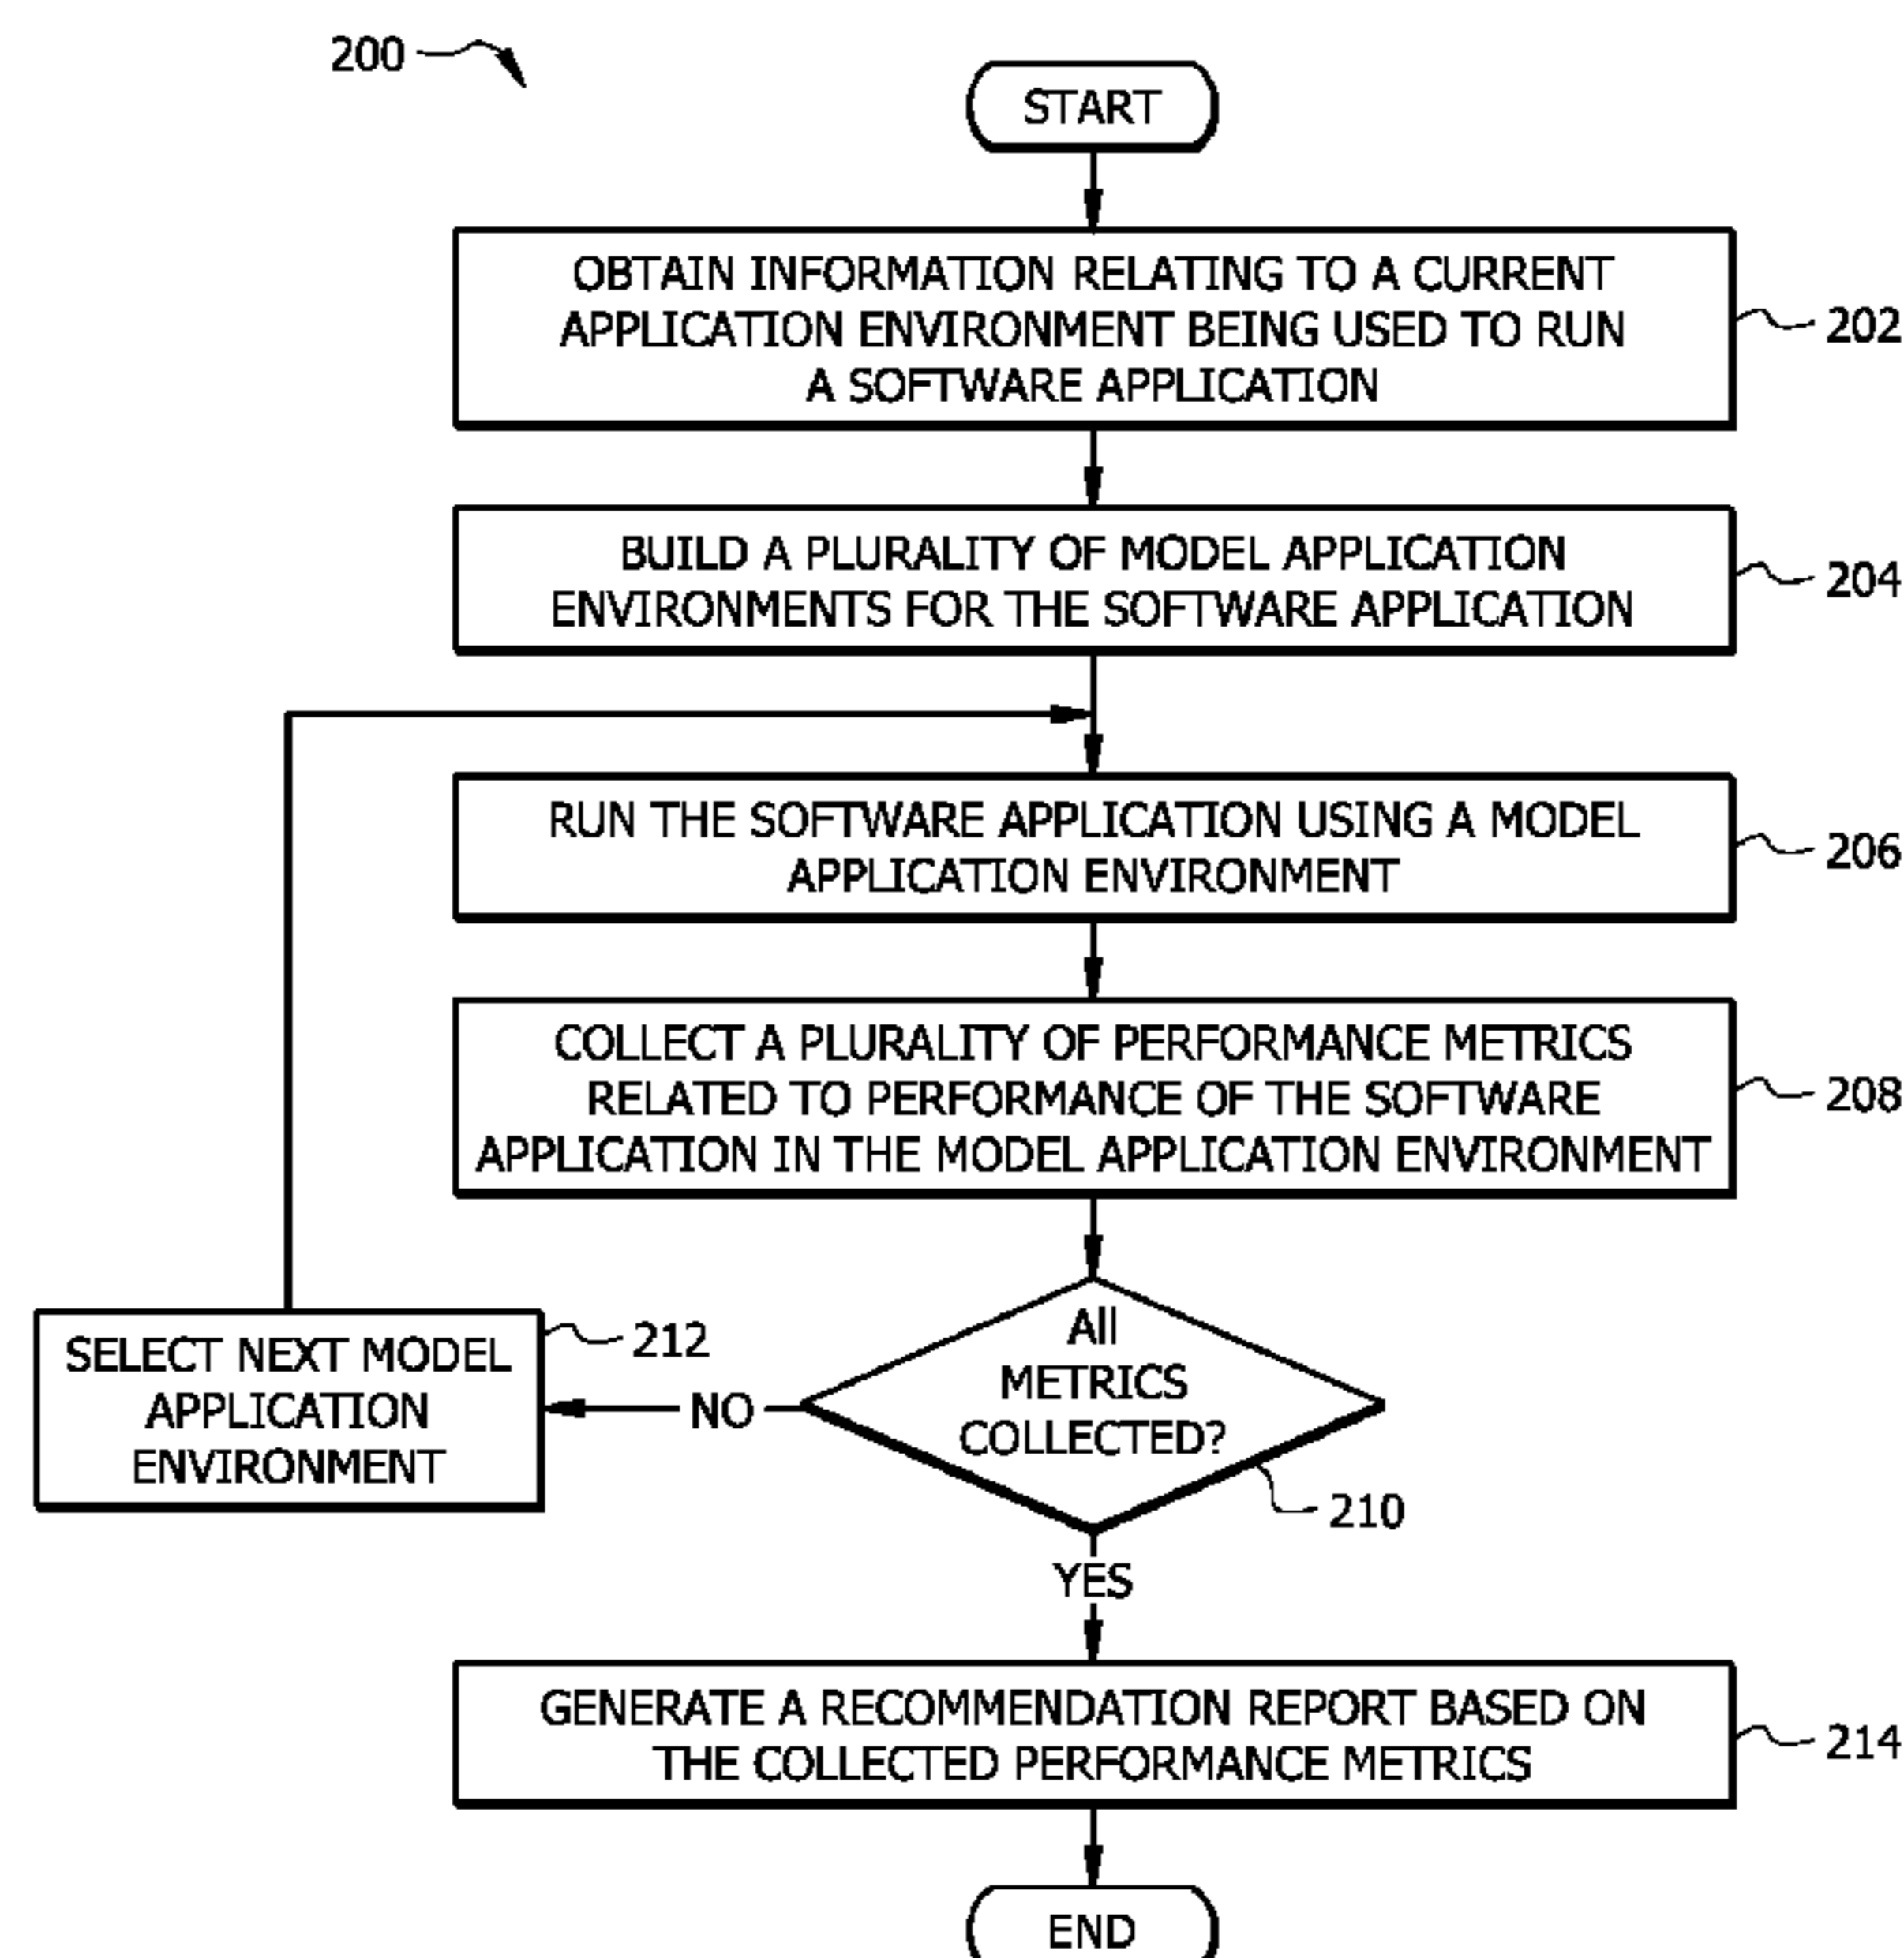 200
START
OBTAIN INFORMATION RELATING TO A CURRENT
APPLICATION ENVIRONMENT BEING USED TO RUN
A SOFTWARE APPLICATION
202
BUILD A PLURALITY OF MODEL APPLICATION
ENVIRONMENTS FOR THE SOFTWARE APPLICATION
204
RUN THE SOFTWARE APPLICATION USING A MODEL
APPLICATION ENVIRONMENT
206
COLLECT A PLURALITY OF PERFORMANCE METRICS
RELATED TO PERFORMANCE OF THE SOFTWARE
APPLICATION IN THE MODEL APPLICATION ENVIRONMENT
208
All
METRICS
COLLECTED?
210
NO
SELECT NEXT MODEL
APPLICATION
ENVIRONMENT
212
YES
GENERATE A RECOMMENDATION REPORT BASED ON
THE COLLECTED PERFORMANCE METRICS
214
END